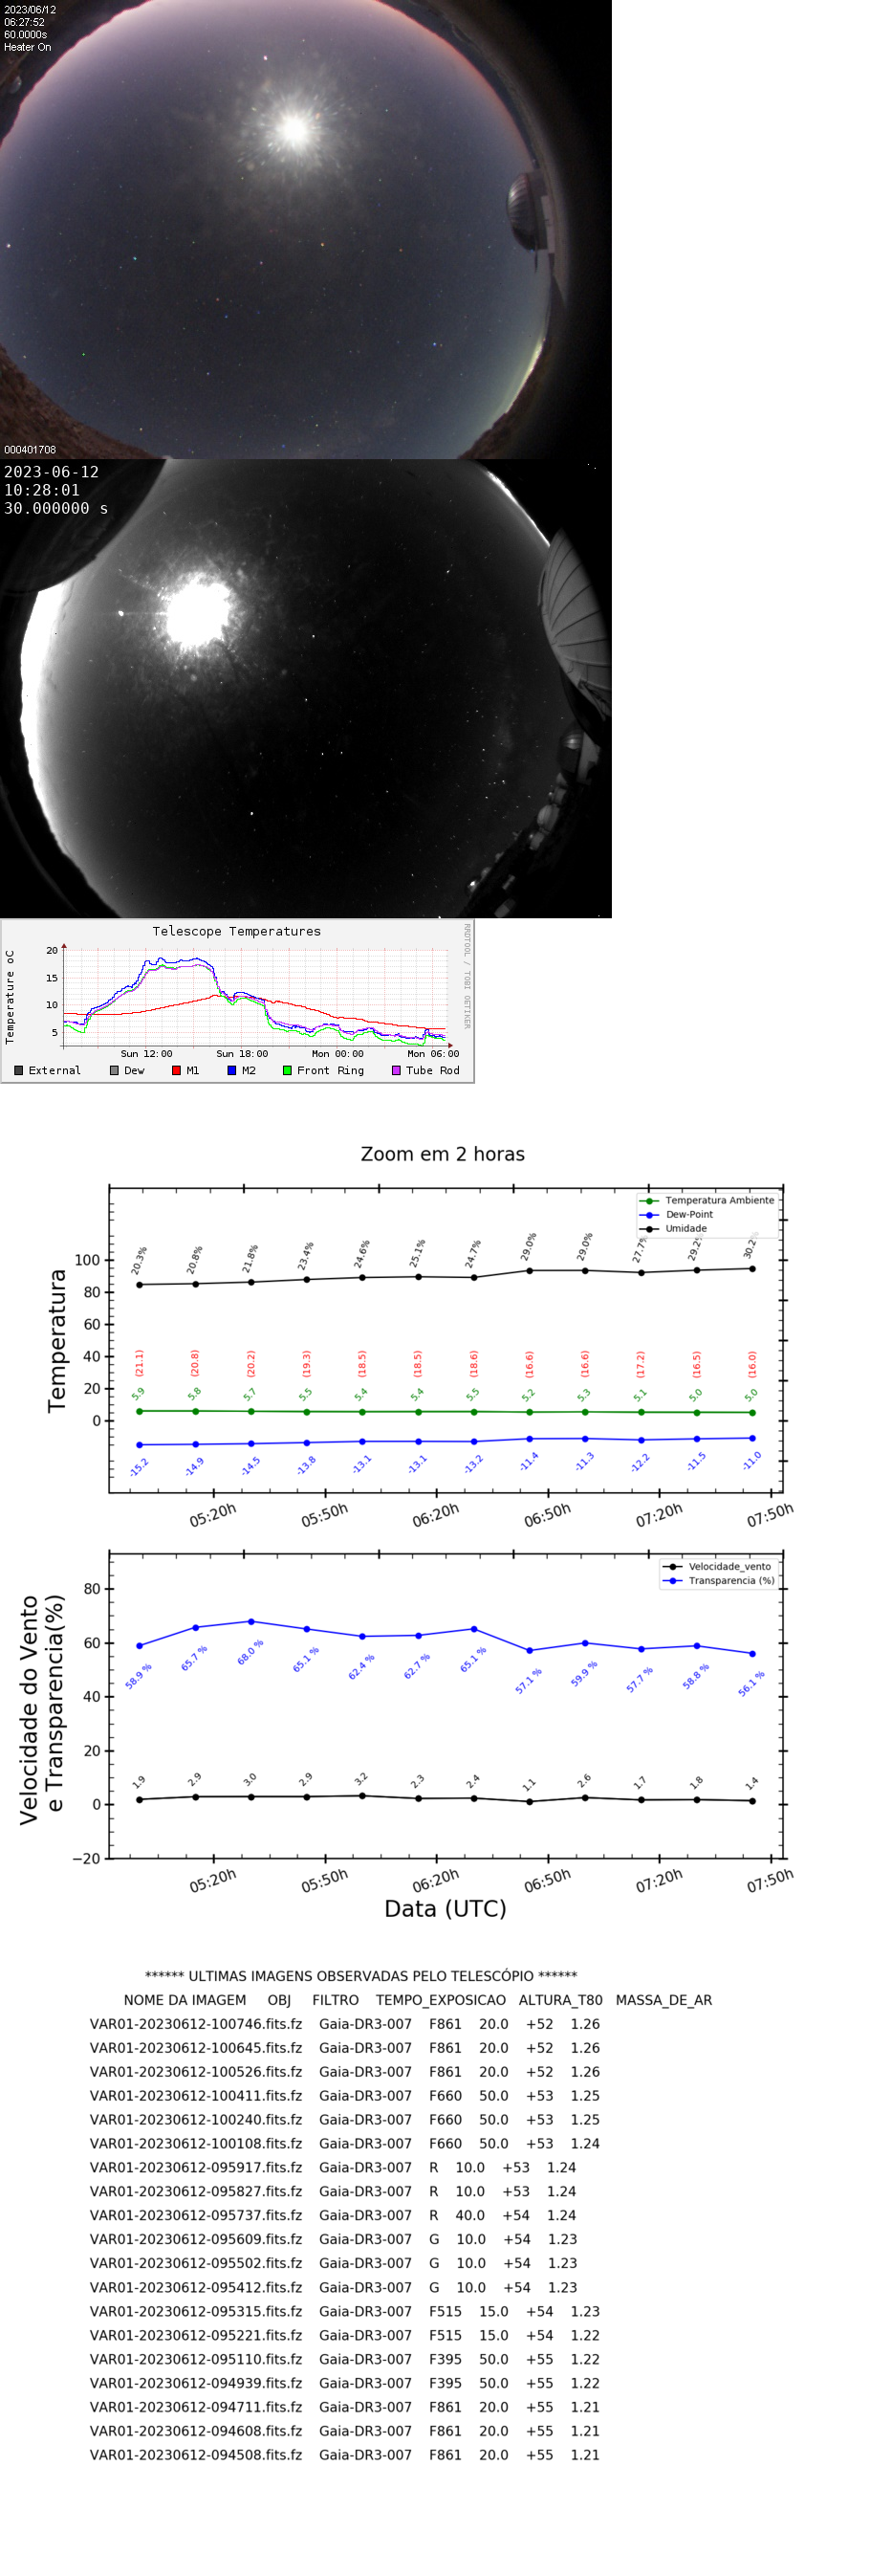 2023/06/12
06:27:52
60.0000s
Heater On
000401708
2023-06-12
10:28:01
30.000000 s
Telescope Temperatures
RRDTOOL / TOBI OETIKER
Temperature oC
20
15
10
5
Sun 12:00 Sun 18:00 Mon 00:00 Mon 06:00
External Dew M1 M2 Front Ring Tube Rod
Zoom em 2 horas
Temperatura Ambiente
Dew-Point
Umidade
Temperatura
100
80
60
40
20
0
20.3% 20.8% 21.8% 23.4% 24.6% 25.1% 24.7% 29.0% 29.0% 27.7% 29.2% 30.2%
(21.1) (20.8) (20.2) (19.3) (18.5) (18.5) (18.6) (16.6) (16.6) (17.2) (16.5) (16.0)
5.9 5.8 5.7 5.5 5.4 5.4 5.5 5.2 5.3 5.1 5.0 5.0
-15.2 -14.9 -14.5 -13.8 -13.1 -13.1 -13.2 -11.4 -11.3 -12.2 -11.5 -11.0
05:20h 05:50h 06:20h 06:50h 07:20h 07:50h
Velocidade_vento
Transparencia (%)
Velocidade do Vento
e Transparencia(%)
80
60
40
20
0
−20
58.9 % 65.7 % 68.0 % 65.1 % 62.4 % 62.7 % 65.1 % 57.1 % 59.9 % 57.7 % 58.8 % 56.1 %
1.9 2.9 3.0 2.9 3.2 2.3 2.4 1.1 2.6 1.7 1.8 1.4
05:20h 05:50h 06:20h 06:50h 07:20h 07:50h
Data (UTC)
****** ULTIMAS IMAGENS OBSERVADAS PELO TELESCÓPIO ******
NOME DA IMAGEM OBJ FILTRO TEMPO_EXPOSICAO ALTURA_T80 MASSA_DE_AR
VAR01-20230612-100746.fits.fz Gaia-DR3-007 F861 20.0 +52 1.26
VAR01-20230612-100645.fits.fz Gaia-DR3-007 F861 20.0 +52 1.26
VAR01-20230612-100526.fits.fz Gaia-DR3-007 F861 20.0 +52 1.26
VAR01-20230612-100411.fits.fz Gaia-DR3-007 F660 50.0 +53 1.25
VAR01-20230612-100240.fits.fz Gaia-DR3-007 F660 50.0 +53 1.25
VAR01-20230612-100108.fits.fz Gaia-DR3-007 F660 50.0 +53 1.24
VAR01-20230612-095917.fits.fz Gaia-DR3-007 R 10.0 +53 1.24
VAR01-20230612-095827.fits.fz Gaia-DR3-007 R 10.0 +53 1.24
VAR01-20230612-095737.fits.fz Gaia-DR3-007 R 40.0 +54 1.24
VAR01-20230612-095609.fits.fz Gaia-DR3-007 G 10.0 +54 1.23
VAR01-20230612-095502.fits.fz Gaia-DR3-007 G 10.0 +54 1.23
VAR01-20230612-095412.fits.fz Gaia-DR3-007 G 10.0 +54 1.23
VAR01-20230612-095315.fits.fz Gaia-DR3-007 F515 15.0 +54 1.23
VAR01-20230612-095221.fits.fz Gaia-DR3-007 F515 15.0 +54 1.22
VAR01-20230612-095110.fits.fz Gaia-DR3-007 F395 50.0 +55 1.22
VAR01-20230612-094939.fits.fz Gaia-DR3-007 F395 50.0 +55 1.22
VAR01-20230612-094711.fits.fz Gaia-DR3-007 F861 20.0 +55 1.21
VAR01-20230612-094608.fits.fz Gaia-DR3-007 F861 20.0 +55 1.21
VAR01-20230612-094508.fits.fz Gaia-DR3-007 F861 20.0 +55 1.21